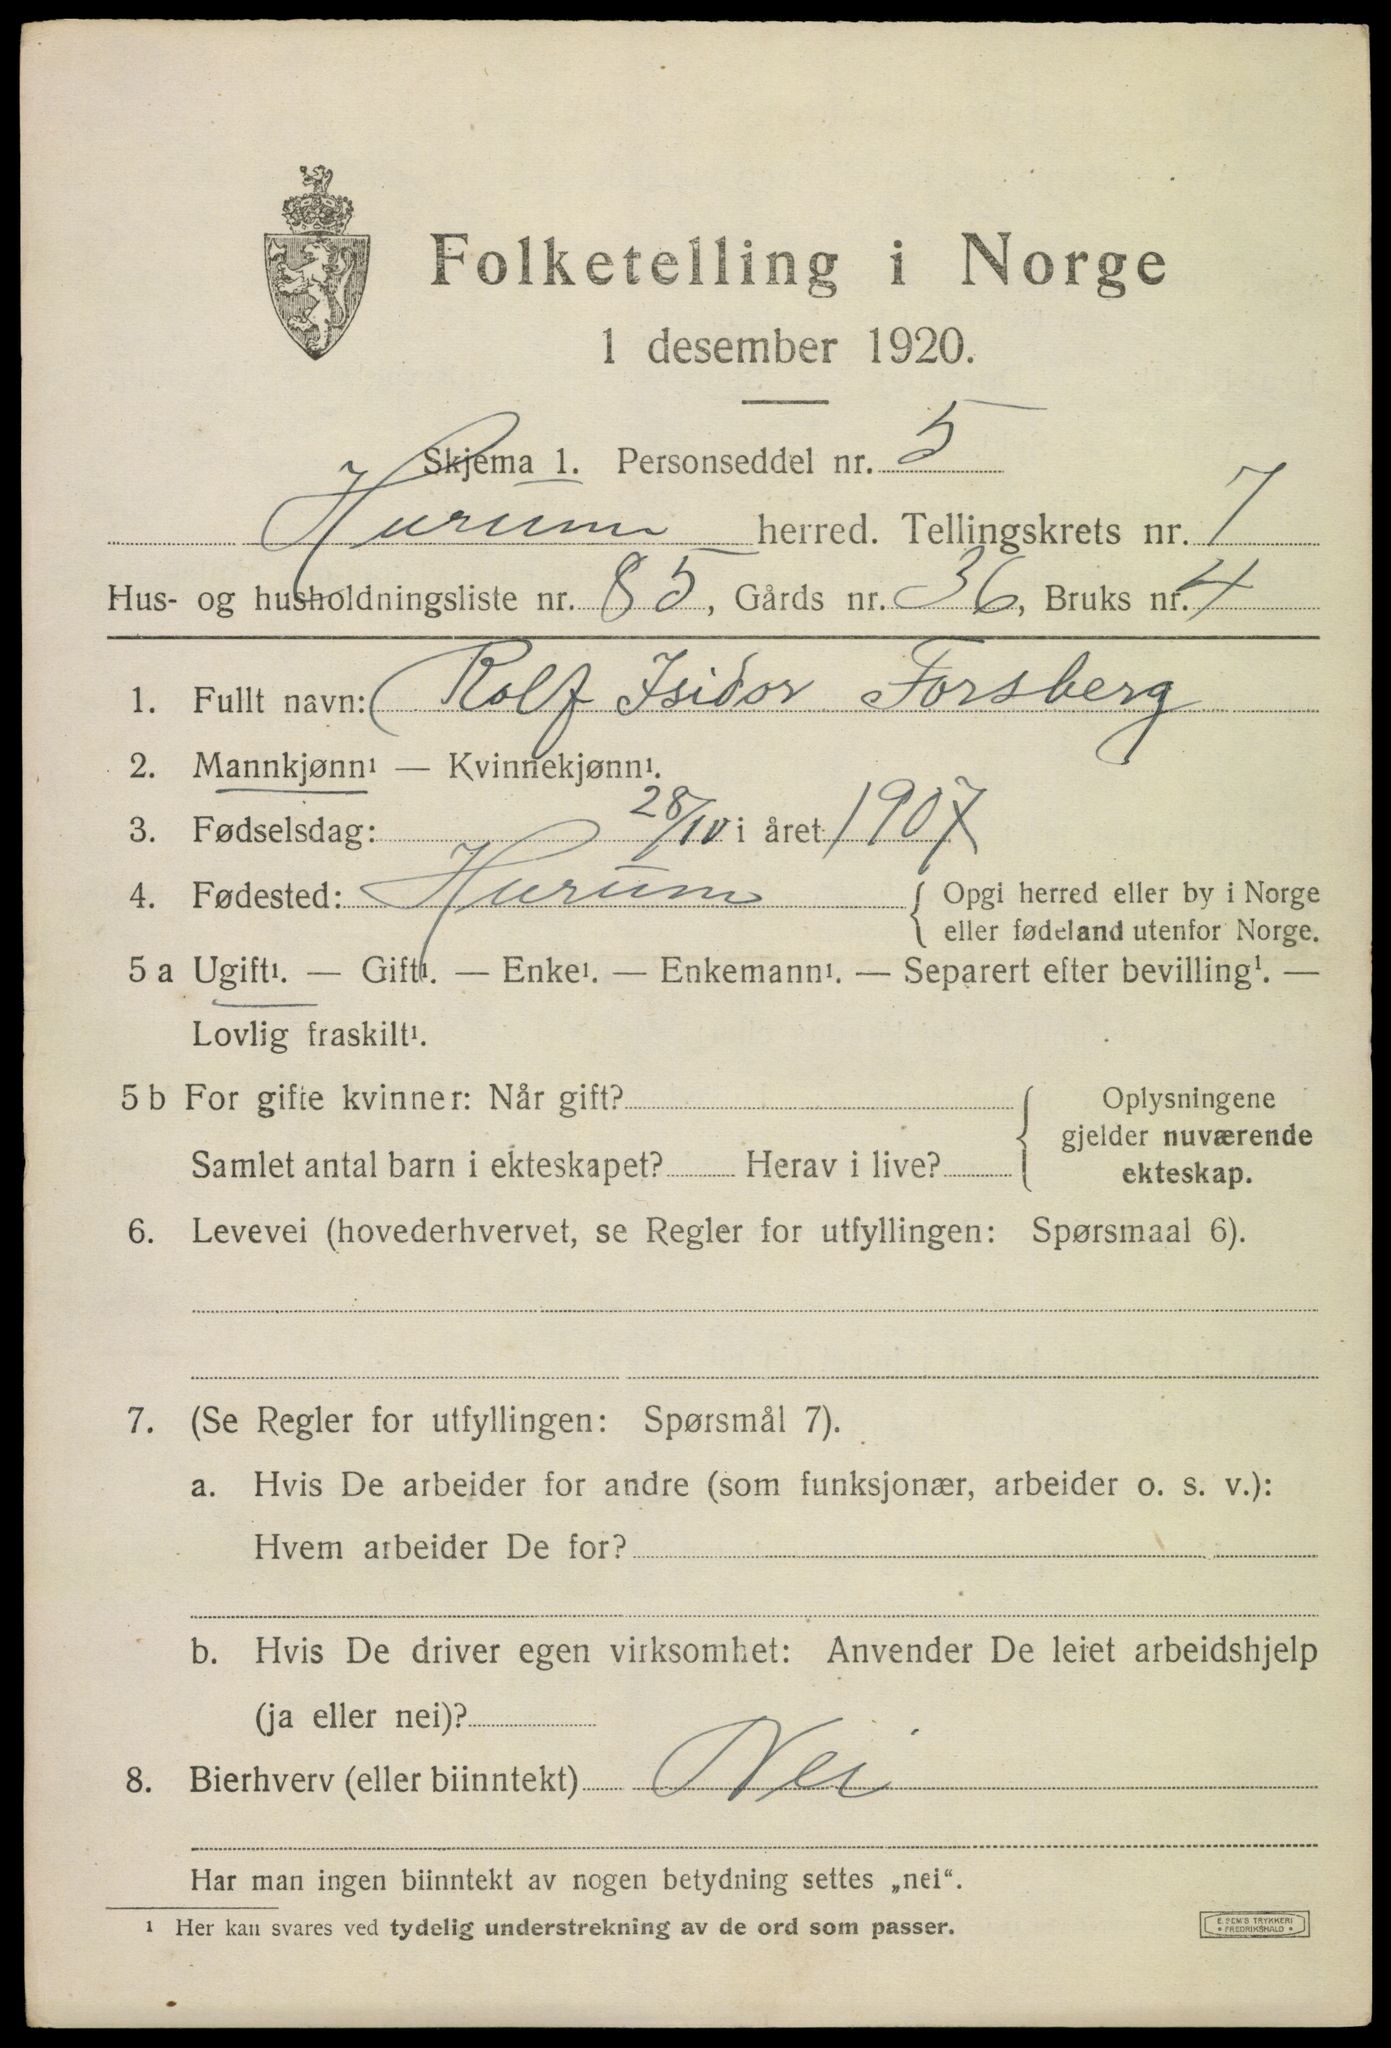 Folketelling i Norge
1 desember 1920.
Skjema 1. Personseddel nr. 5
Hurum herred. Tellingskrets nr. 7
Hus- og husholdningsliste nr. 85, Gårds nr. 36, Bruks nr. 4
1. Fullt navn: Rolf Isidor Forsberg
2. Mannkjønn¹ — Kvinnekjønn¹.
3. Fødselsdag: 28/IV i året 1907
4. Fødested: Hurum { Opgi herred eller by i Norge
eller fødeland utenfor Norge.
5 a Ugift¹. — Gift¹. — Enke¹. — Enkemann¹. — Separert efter bevilling¹. —
Lovlig fraskilt¹.
5 b For gifte kvinner: Når gift?
Samlet antal barn i ekteskapet? Herav i live?
{ Oplysningene
gjelder nuværende
ekteskap.
6. Levevei (hovederhvervet, se Regler for utfyllingen: Spørsmaal 6).
7. (Se Regler for utfyllingen: Spørsmål 7).
a. Hvis De arbeider for andre (som funksjonær, arbeider o. s. v.):
Hvem arbeider De for?
b. Hvis De driver egen virksomhet: Anvender De leiet arbeidshjelp
(ja eller nei)?
8. Bierhverv (eller biinntekt) Nei
Har man ingen biinntekt av nogen betydning settes „nei“.
¹ Her kan svares ved tydelig understrekning av de ord som passer.
E. SEM'S TRYKKERI
• FREDRIKSHALD •